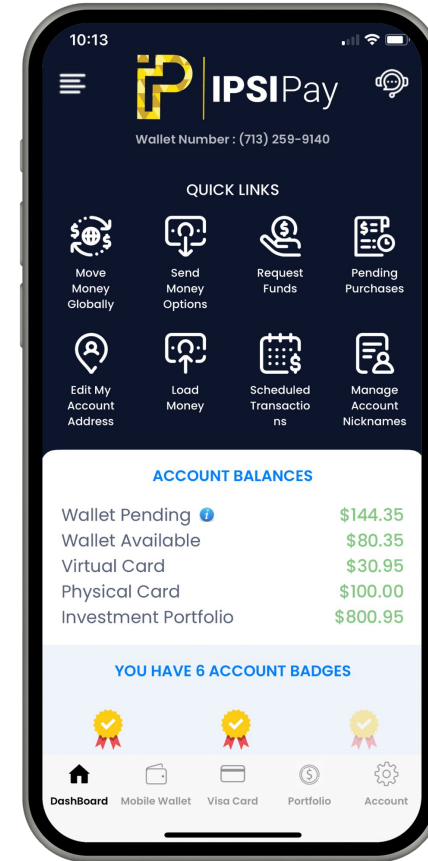 10:13
IPSIPay
Wallet Number : (713) 259-9140
QUICK LINKS
Move Money Globally
Send Money Options
Request Funds
Pending Purchases
Edit My Account Address
Load Money
Scheduled Transactio ns
Manage Account Nicknames
ACCOUNT BALANCES
Wallet Pending $144.35
Wallet Available $80.35
Virtual Card $30.95
Physical Card $100.00
Investment Portfolio $800.95
YOU HAVE 6 ACCOUNT BADGES
DashBoard Mobile Wallet Visa Card Portfolio Account